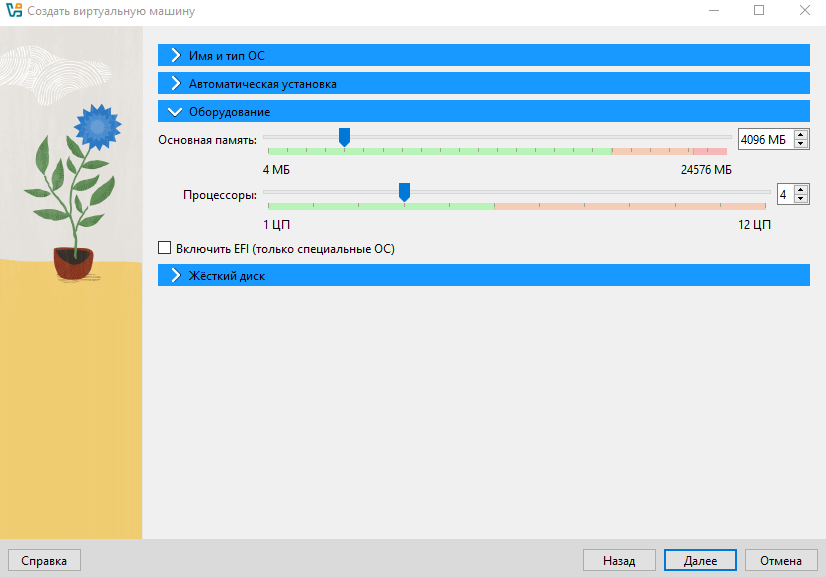 Создать виртуальную машину
Имя и тип ОС
Автоматическая установка
Оборудование
Основная память: 4096 МБ
4 МБ 24576 МБ
Процессоры: 4
1 ЦП 12 ЦП
Включить EFI (только специальные ОС)
Жёсткий диск
Справка Назад Далее Отмена